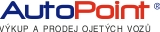 AutoPoint®
VÝKUP A PRODEJ OJETÝCH VOZŮ